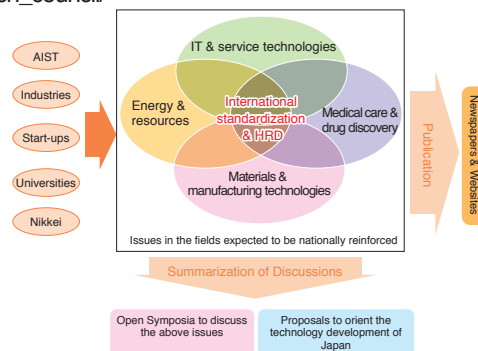 AIST
Industries
Start-ups
Universities
Nikkei
IT & service technologies
Energy &
resources
International
standardization
& HRD
Medical care &
drug discovery
Materials &
manufacturing technologies
Issues in the fields expected to be nationally reinforced
Publication
Newspapers & Websites
Summarization of Discussions
Open Symposia to discuss
the above issues
Proposals to orient the
technology development of
Japan